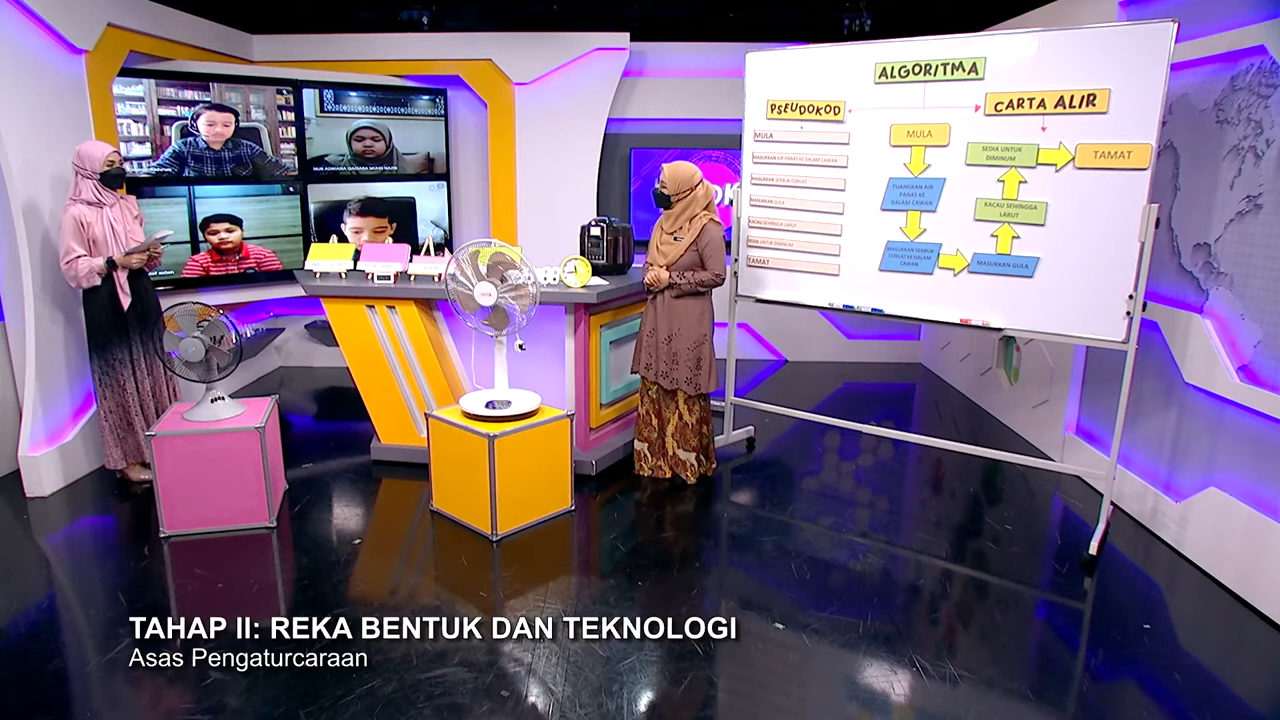 ALGORITMA
PSEUDOKOD
CARTA ALIR
MULA
MASUKKAN AIR PANAS KE DALAM CAWAN
MASUKKAN SERBUK COKLAT
MASUKKAN GULA
KACAU SEHINGGA LARUT
SEDIA UNTUK DIMINUM
TAMAT
MULA
TUANGKAN AIR
PANAS KE
DALAM CAWAN
MASUKKAN SERBUK
COKLAT KE DALAM
CAWAN
MASUKKAN GULA
KACAU SEHINGGA
LARUT
SEDIA UNTUK
DIMINUM
TAMAT
TAHAP II: REKA BENTUK DAN TEKNOLOGI
Asas Pengaturcaraan